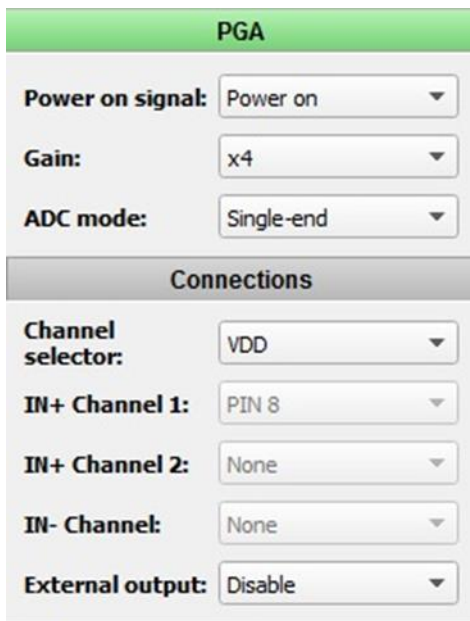 PGA
Power on signal: Power on
Gain: x4
ADC mode: Single-end
Connections
Channel
selector: VDD
IN+ Channel 1: PIN 8
IN+ Channel 2: None
IN- Channel: None
External output: Disable